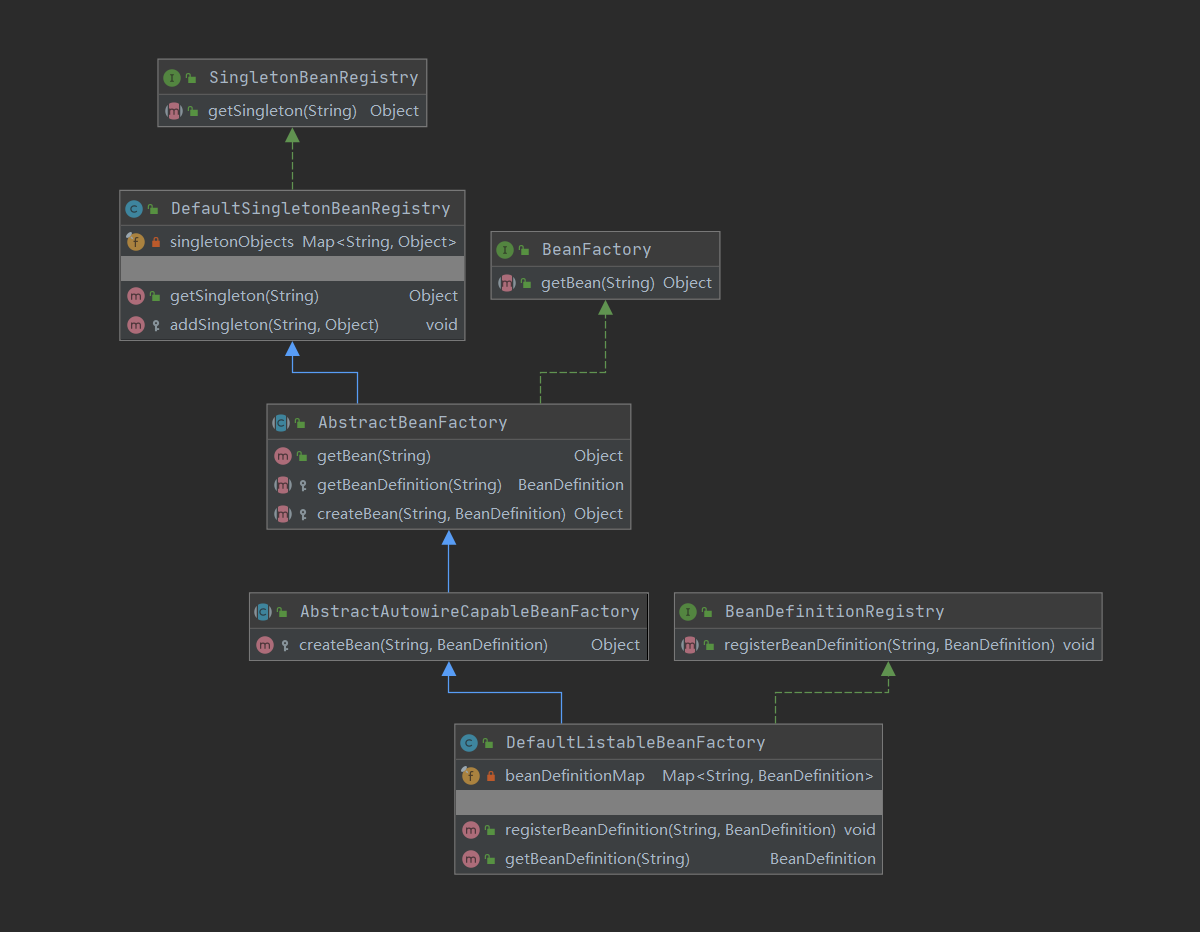 SingletonBeanRegistry
getSingleton(String) Object
DefaultSingletonBeanRegistry
singletonObjects Map<String, Object>
getSingleton(String) Object
addSingleton(String, Object) void
BeanFactory
getBean(String) Object
AbstractBeanFactory
getBean(String) Object
getBeanDefinition(String) BeanDefinition
createBean(String, BeanDefinition) Object
AbstractAutowireCapableBeanFactory
createBean(String, BeanDefinition) Object
BeanDefinitionRegistry
registerBeanDefinition(String, BeanDefinition) void
DefaultListableBeanFactory
beanDefinitionMap Map<String, BeanDefinition>
registerBeanDefinition(String, BeanDefinition) void
getBeanDefinition(String) BeanDefinition